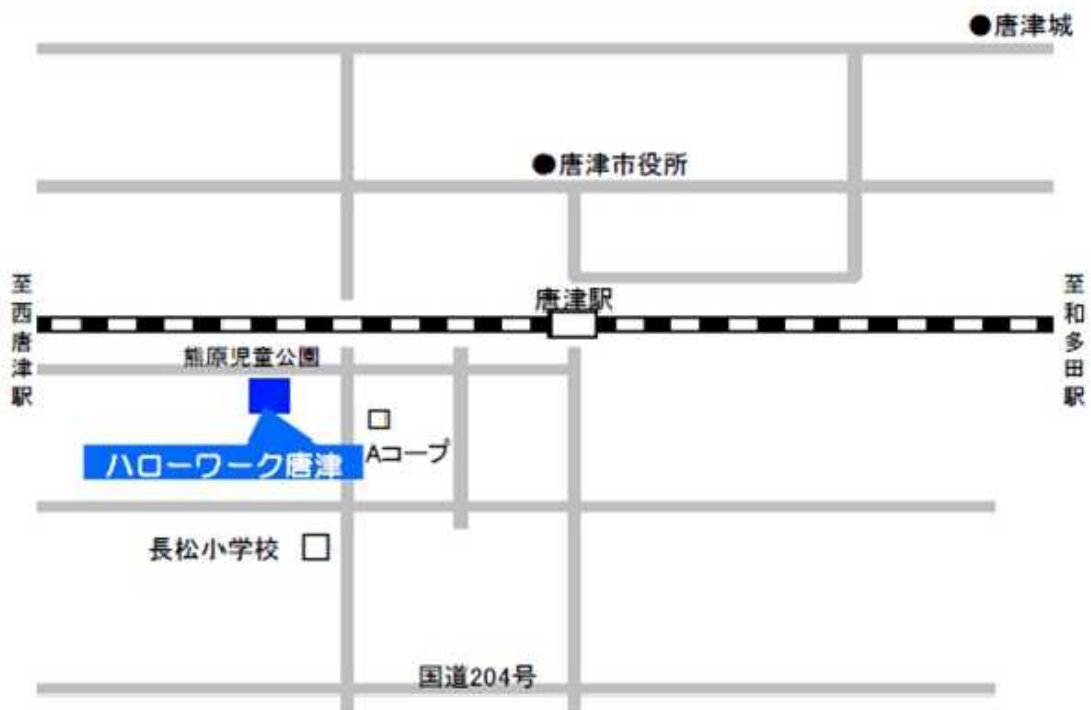 ●唐津城
●唐津市役所
至西唐津駅
唐津駅
至和多田駅
熊原児童公園
Aコープ
ハローワーク唐津
長松小学校
国道204号